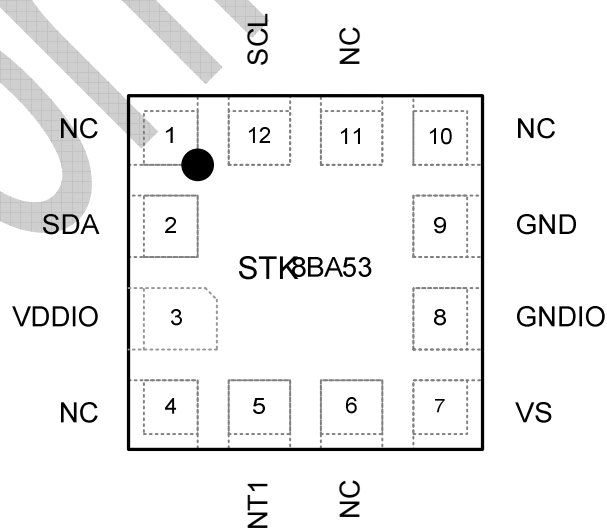 SCL NC
NC 1 12 11 10 NC
SDA 2 9 GND
STK8BA53
VDDIO 3 8 GNDIO
NC 4 5 6 7 VS
NT1 NC